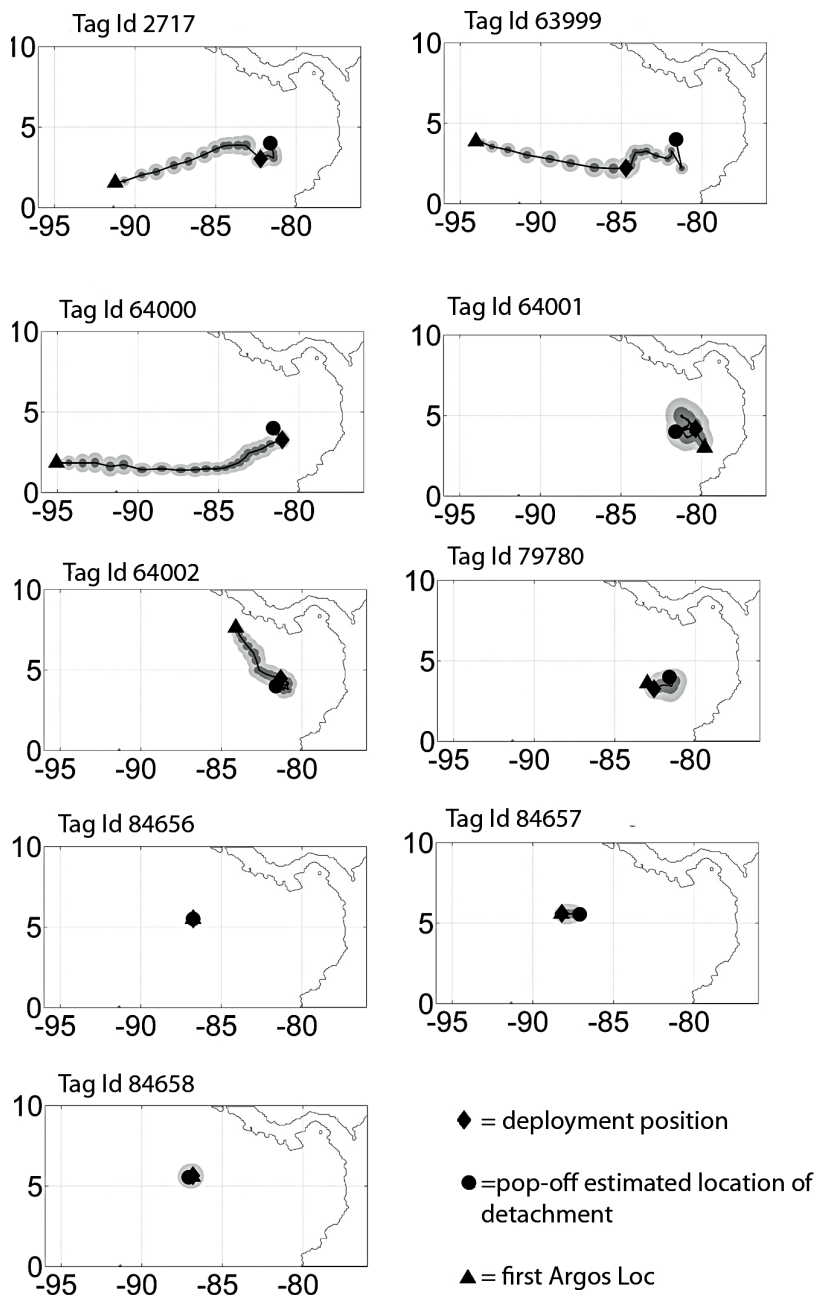 Tag Id 2717
10
5
0
-95 -90 -85 -80
Tag Id 63999
10
5
0
-95 -90 -85 -80
Tag Id 64000
10
5
0
-95 -90 -85 -80
Tag Id 64001
10
5
0
-95 -90 -85 -80
Tag Id 64002
10
5
0
-95 -90 -85 -80
Tag Id 79780
10
5
0
-95 -90 -85 -80
Tag Id 84656
10
5
0
-95 -90 -85 -80
Tag Id 84657
10
5
0
-95 -90 -85 -80
Tag Id 84658
10
5
0
-95 -90 -85 -80
= deployment position
=pop-off estimated location of
detachment
= first Argos Loc